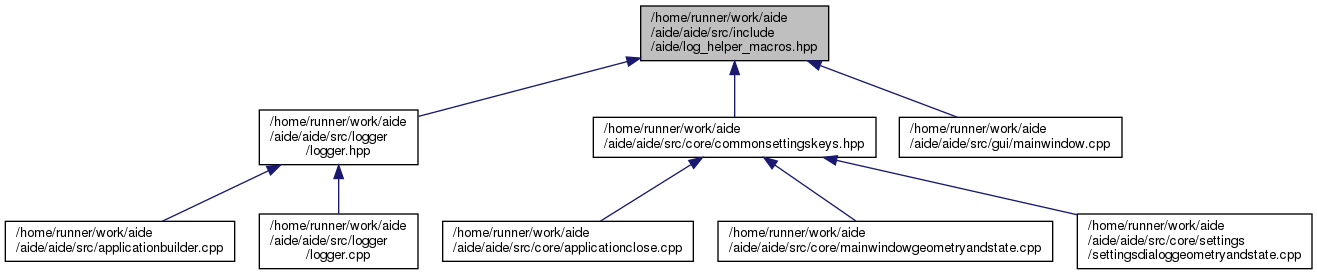 /home/runner/work/aide
/aide/aide/src/include
/aide/log_helper_macros.hpp
/home/runner/work/aide
/aide/aide/src/logger
/logger.hpp
/home/runner/work/aide
/aide/aide/src/core/commonsettingskeys.hpp
/home/runner/work/aide
/aide/aide/src/gui/mainwindow.cpp
/home/runner/work/aide
/aide/aide/src/applicationbuilder.cpp
/home/runner/work/aide
/aide/aide/src/logger
/logger.cpp
/home/runner/work/aide
/aide/aide/src/core/applicationclose.cpp
/home/runner/work/aide
/aide/aide/src/core/mainwindowgeometryandstate.cpp
/home/runner/work/aide
/aide/aide/src/core/settings
/settingsdialoggeometryandstate.cpp